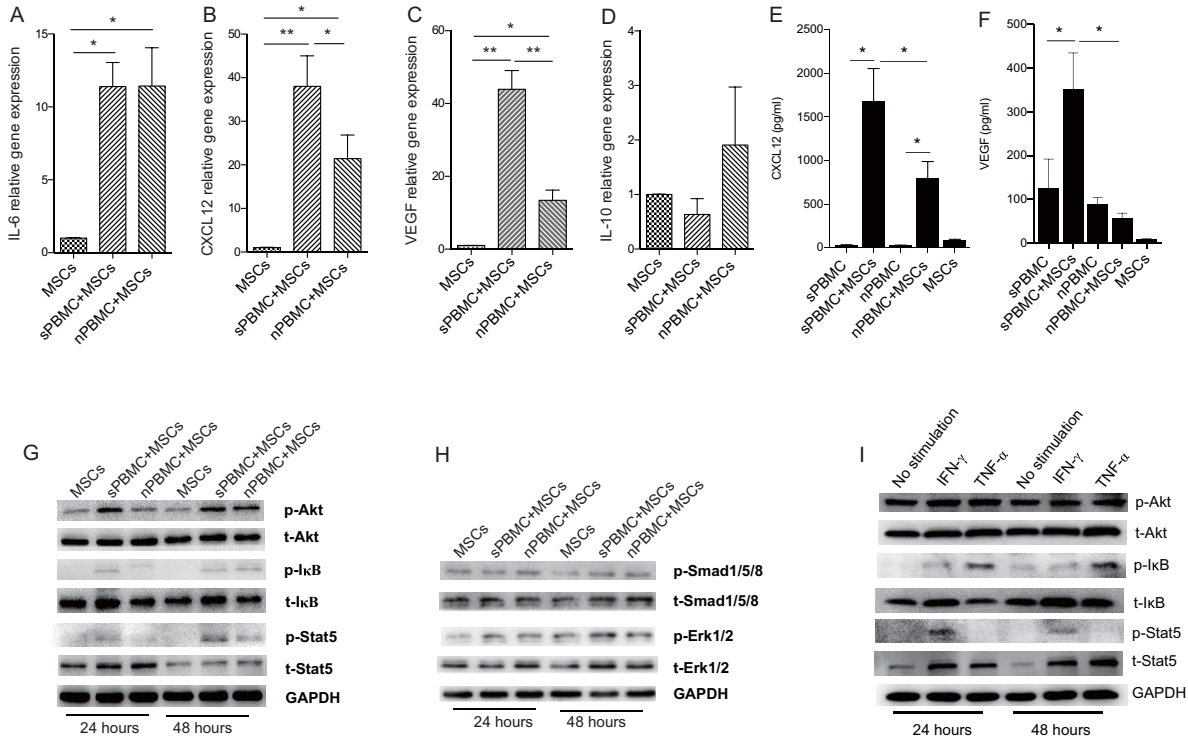 A
IL-6 relative gene expression
15
10
5
0
*
*
MSCs
sPBMC+MSCs
nPBMC+MSCs
B
CXCL12 relative gene expression
50
40
30
20
10
0
*
**
*
MSCs
sPBMC+MSCs
nPBMC+MSCs
C
VEGF relative gene expression
60
40
20
0
*
**
**
MSCs
sPBMC+MSCs
nPBMC+MSCs
D
IL-10 relative gene expression
4
3
2
1
0
MSCs
sPBMC+MSCs
nPBMC+MSCs
E
CXCL12 (pg/ml)
2500
2000
1500
1000
500
0
*
*
*
sPBMC
sPBMC+MSCs
nPBMC
nPBMC+MSCs
MSCs
F
VEGF (pg/ml)
500
400
300
200
100
0
*
*
sPBMC
sPBMC+MSCs
nPBMC
nPBMC+MSCs
MSCs
G
MSCs
sPBMC+MSCs
nPBMC+MSCs
MSCs
sPBMC+MSCs
nPBMC+MSCs
p-Akt
t-Akt
p-IκB
t-IκB
p-Stat5
t-Stat5
GAPDH
24 hours
48 hours
H
MSCs
sPBMC+MSCs
nPBMC+MSCs
MSCs
sPBMC+MSCs
nPBMC+MSCs
p-Smad1/5/8
t-Smad1/5/8
p-Erk1/2
t-Erk1/2
GAPDH
24 hours
48 hours
I
No stimulation
IFN-γ
TNF-α
No stimulation
IFN-γ
TNF-α
p-Akt
t-Akt
p-IκB
t-IκB
p-Stat5
t-Stat5
GAPDH
24 hours
48 hours